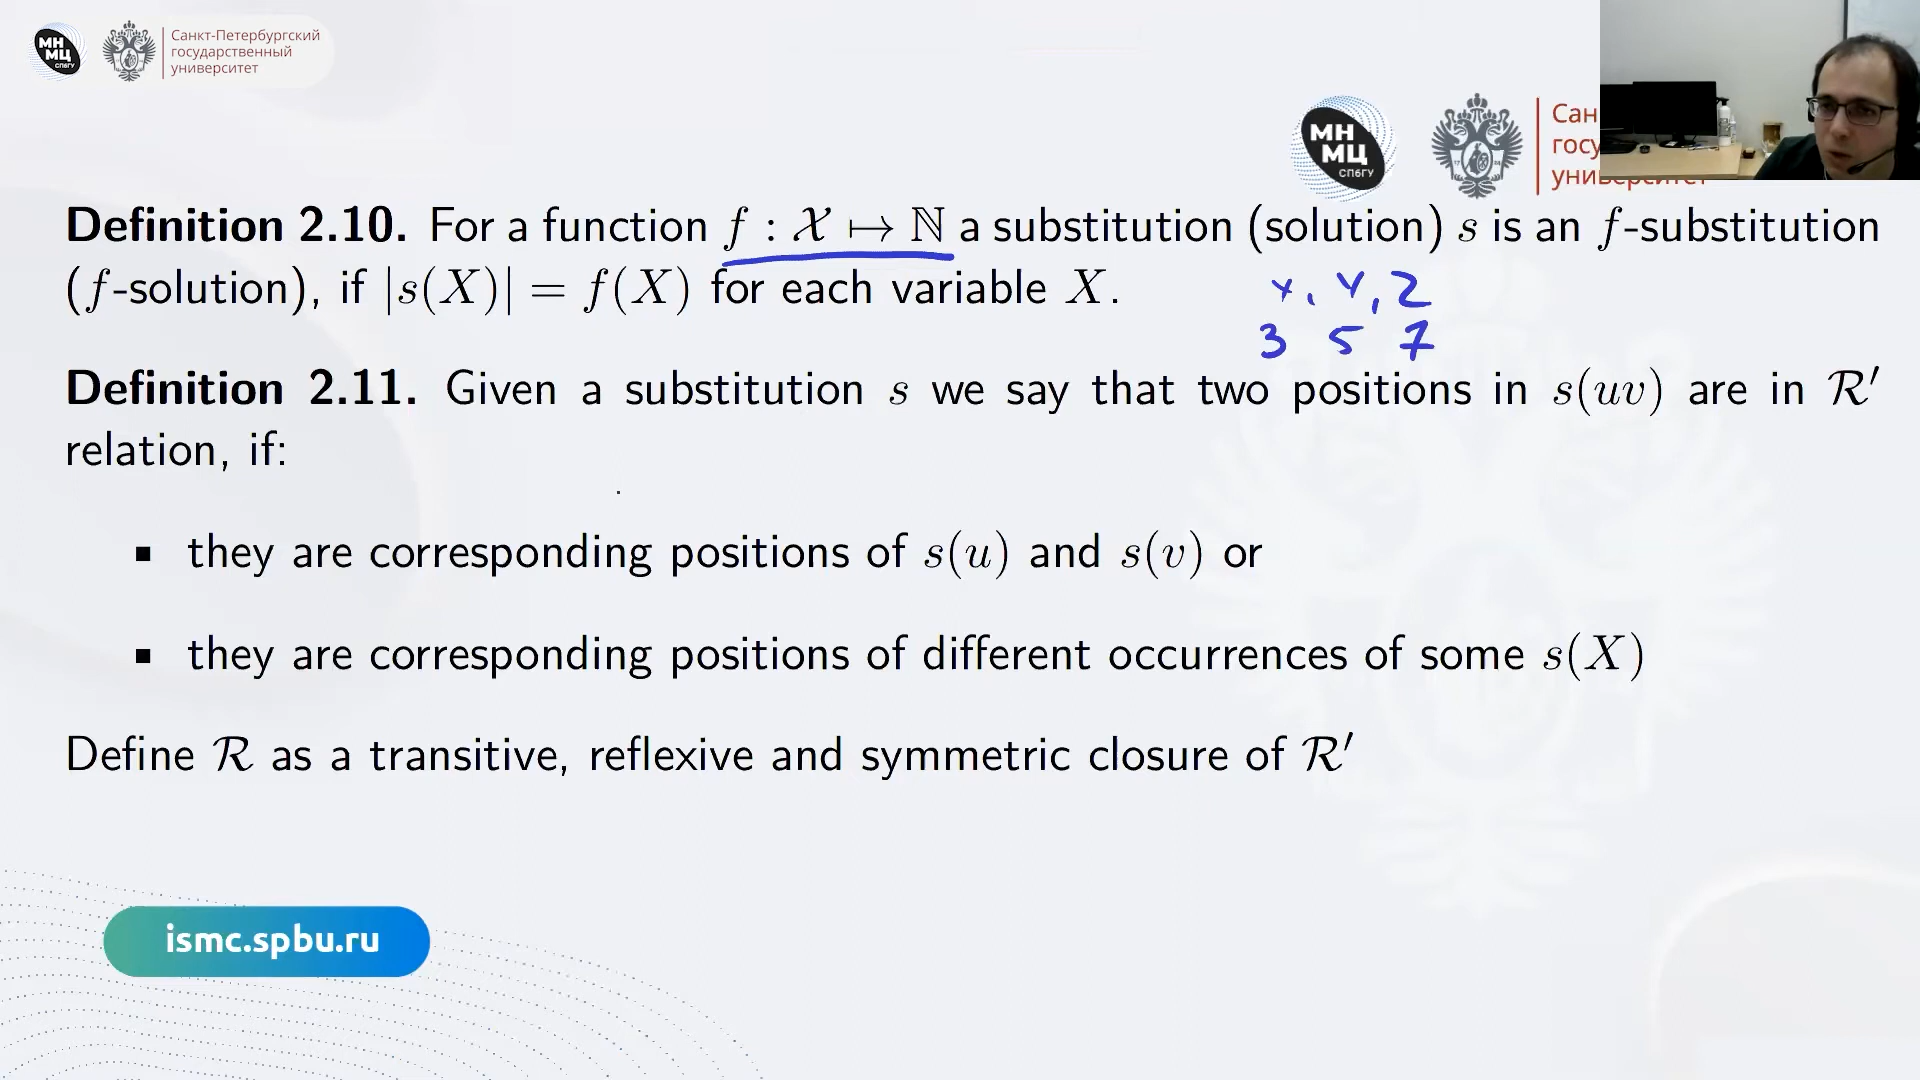 МН
МЦ
СПбГУ
Санкт-Петербургский
государственный
университет
МН
МЦ
СПбГУ
Сан
госу
университет
Definition 2.10. For a function f : 𝒳 ↦ ℕ a substitution (solution) s is an f-substitution
(f-solution), if |s(X)| = f(X) for each variable X.
x, y, z
3 5 7
Definition 2.11. Given a substitution s we say that two positions in s(uv) are in ℛ′
relation, if:
▪ they are corresponding positions of s(u) and s(v) or
▪ they are corresponding positions of different occurrences of some s(X)
Define ℛ as a transitive, reflexive and symmetric closure of ℛ′
ismc.spbu.ru